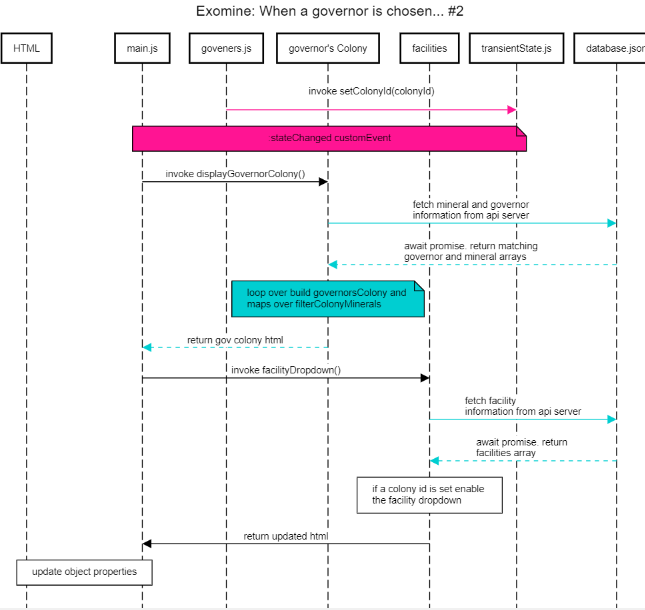 Exomine: When a governor is chosen... #2
HTML
main.js
goveners.js
governor's Colony
facilities
transientState.js
database.json
invoke setColonyId(colonyId)
:stateChanged customEvent
invoke displayGovernorColony()
fetch mineral and governor
information from api server
await promise. return matching
governor and mineral arrays
loop over build governorsColony and
maps over filterColonyMinerals
return gov colony html
invoke facilityDropdown()
fetch facility
information from api server
await promise. return
facilities array
if a colony id is set enable
the facility dropdown
return updated html
update object properties